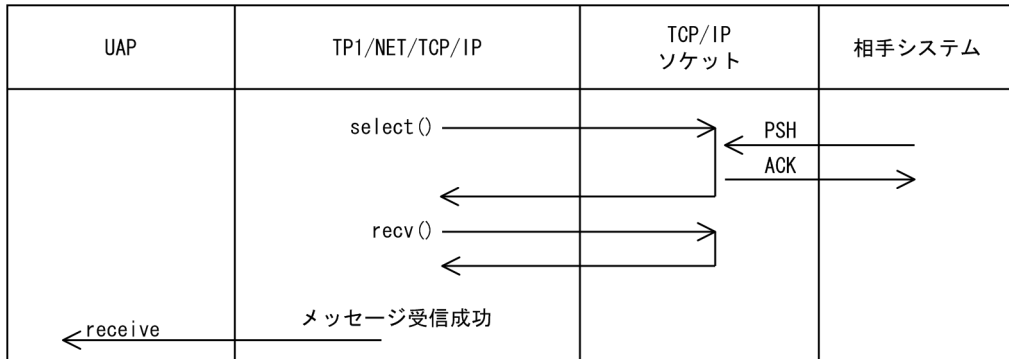 UAP
TP1/NET/TCP/IP
TCP/IP
ソケット
相手システム
select()
PSH
ACK
recv()
メッセージ受信成功
receive